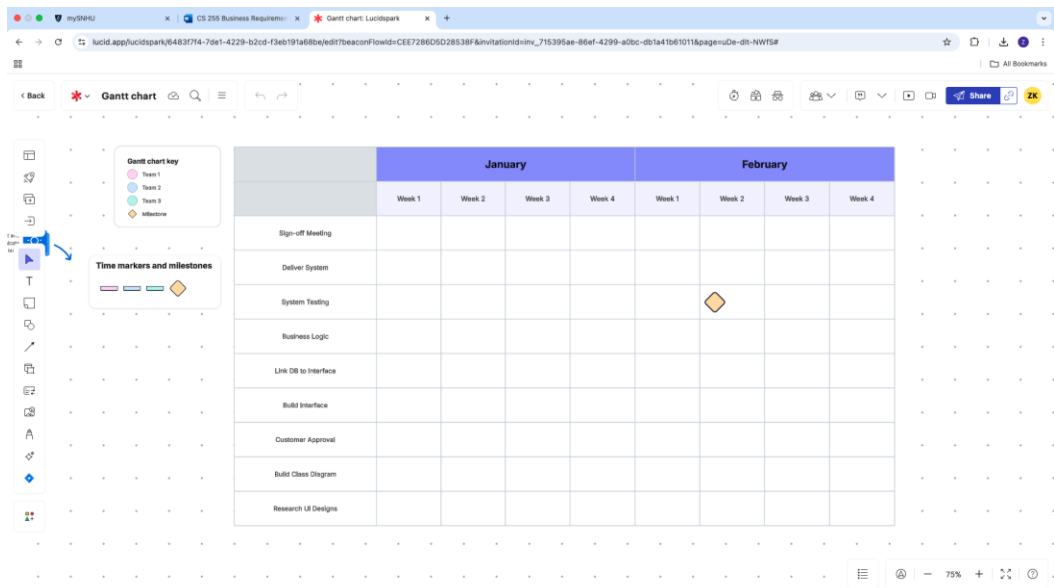 mySNHU
CS 255 Business Requiremen
Gantt chart: Lucidspark
lucid.app/lucidspark/6483f7f4-7de1-4229-b2cd-f3eb191a68be/edit?beaconFlowId=CEE7286D5D28538F&invitationId=inv_715395ae-86ef-4299-a0bc-db1a41b61011&page=uDe-dlt-NWfS#
All Bookmarks
< Back
Gantt chart
Share
ZK
Gantt chart key
Team 1
Team 2
Team 3
Milestone
Time markers and milestones
January
February
Week 1
Week 2
Week 3
Week 4
Week 1
Week 2
Week 3
Week 4
Sign-off Meeting
Deliver System
System Testing
Business Logic
Link DB to Interface
Build Interface
Customer Approval
Build Class Diagram
Research UI Designs
75%